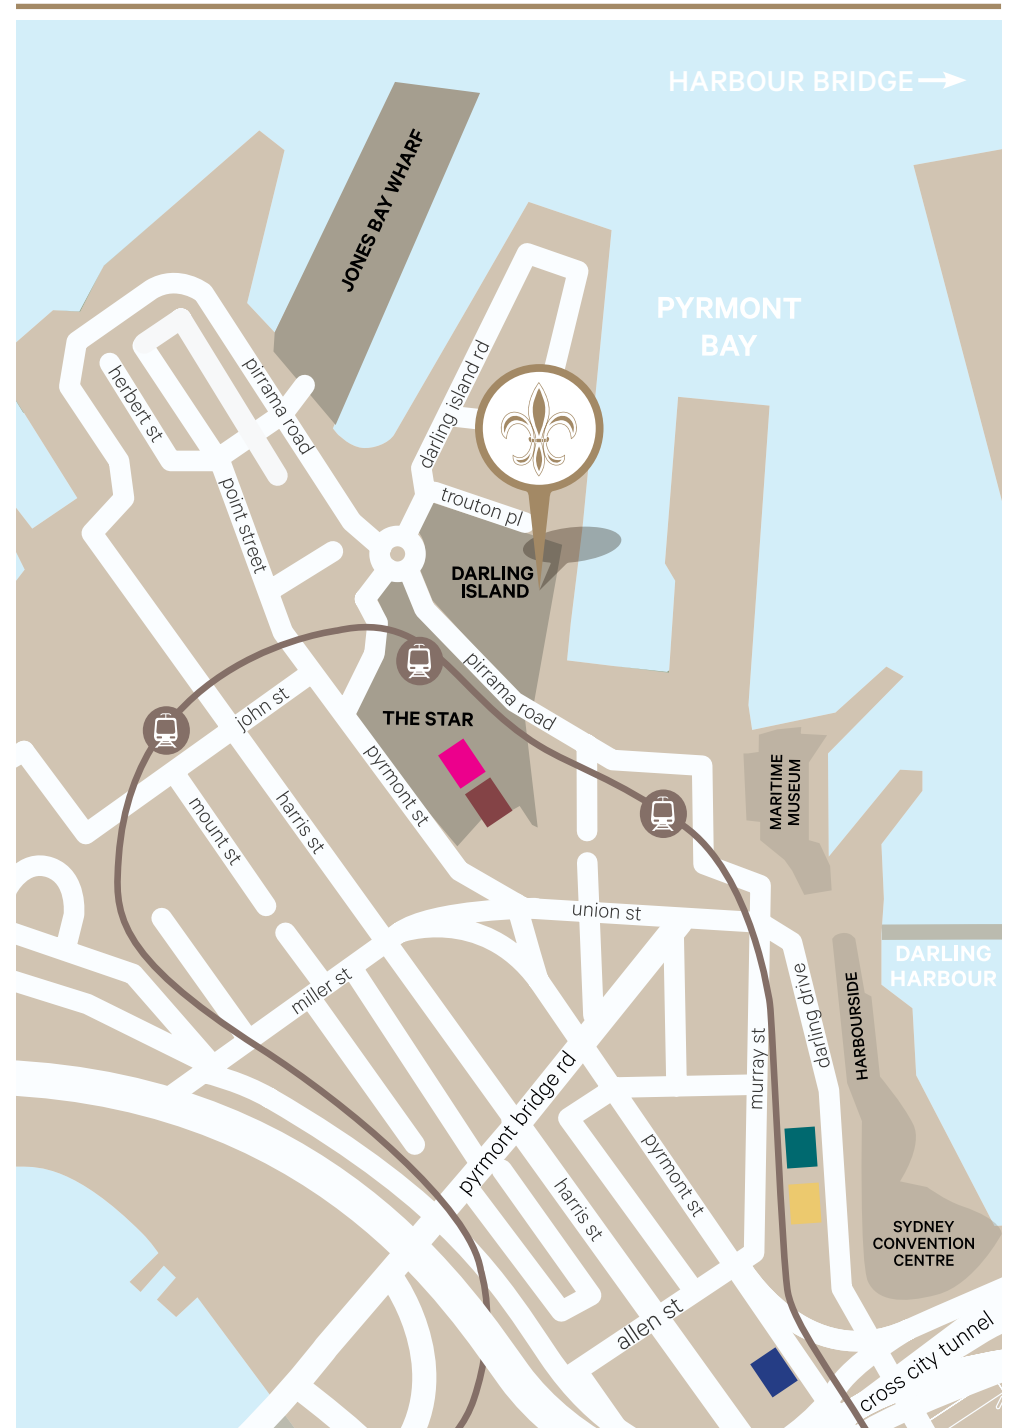 HARBOUR BRIDGE
JONES BAY WHARF
PYRMONT
BAY
herbert st
pirrama road
darling island rd
point street
trouton pl
DARLING
ISLAND
john st
THE STAR
pirrama road
pyrmont st
mount st
harris st
MARITIME
MUSEUM
union st
miller st
DARLING
HARBOUR
darling drive
HARBOURSIDE
murray st
pyrmont bridge rd
pyrmont st
harris st
SYDNEY
CONVENTION
CENTRE
allen st
cross city tunnel